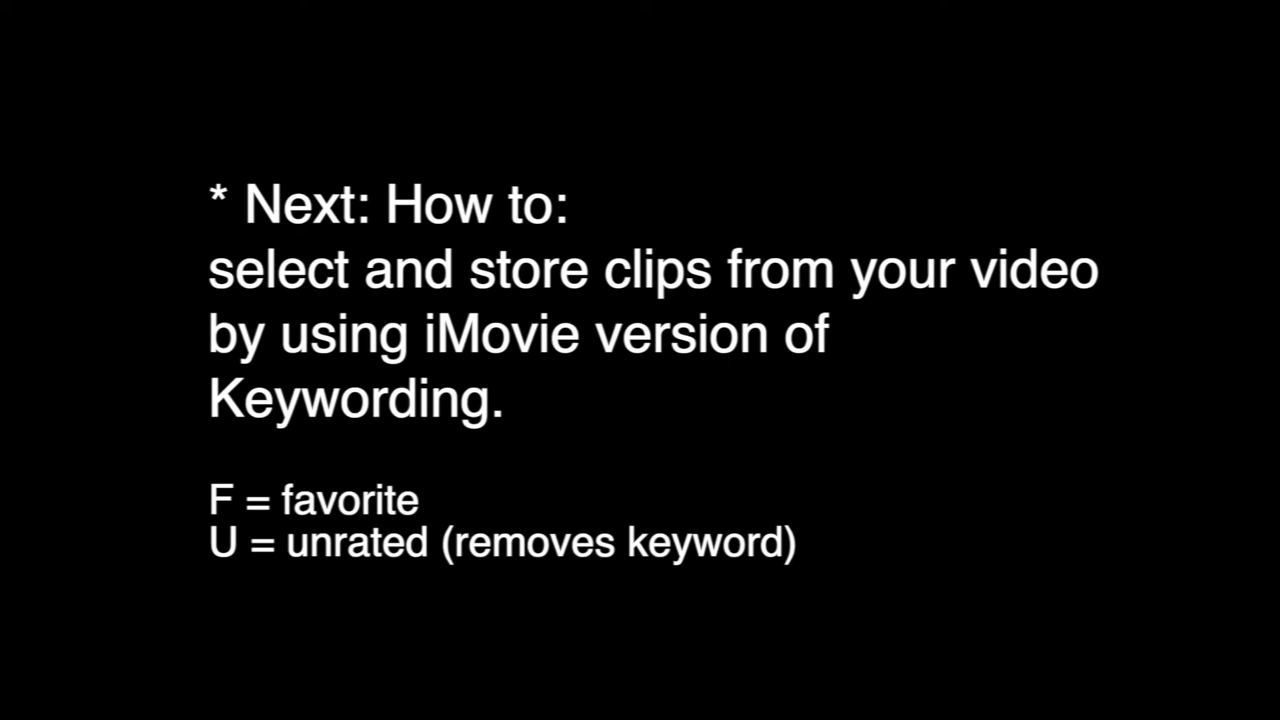 * Next: How to:
select and store clips from your video
by using iMovie version of
Keywording.
F = favorite
U = unrated (removes keyword)